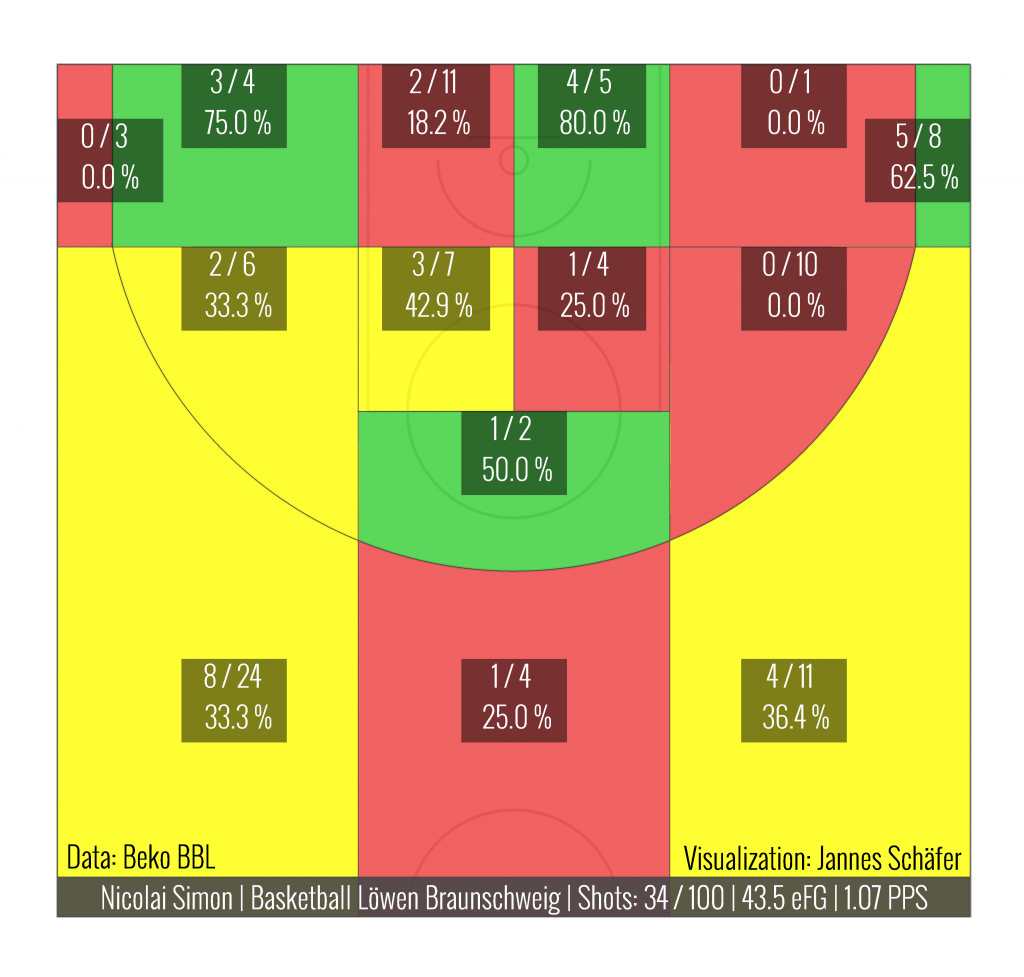 3 / 4
75.0 %
2 / 11
18.2 %
4 / 5
80.0 %
0 / 1
0.0 %
0 / 3
0.0 %
5 / 8
62.5 %
2 / 6
33.3 %
3 / 7
42.9 %
1 / 4
25.0 %
0 / 10
0.0 %
1 / 2
50.0 %
8 / 24
33.3 %
1 / 4
25.0 %
4 / 11
36.4 %
Data: Beko BBL
Visualization: Jannes Schäfer
Nicolai Simon | Basketball Löwen Braunschweig | Shots: 34 / 100 | 43.5 eFG | 1.07 PPS